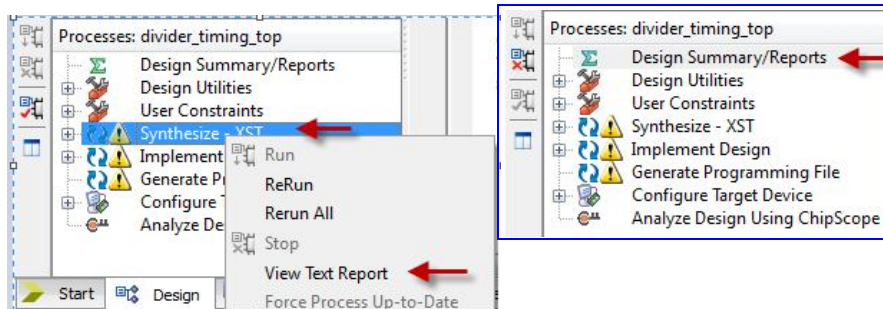 Processes: divider_timing_top
Design Summary/Reports
Design Utilities
User Constraints
Synthesize - XST
Implement
Generate
Configure
Analyze
Run
ReRun
Rerun All
Stop
View Text Report
Force Process Up-to-Date
Start
Design
Processes: divider_timing_top
Design Summary/Reports
Design Utilities
User Constraints
Synthesize - XST
Implement Design
Generate Programming File
Configure Target Device
Analyze Design Using ChipScope